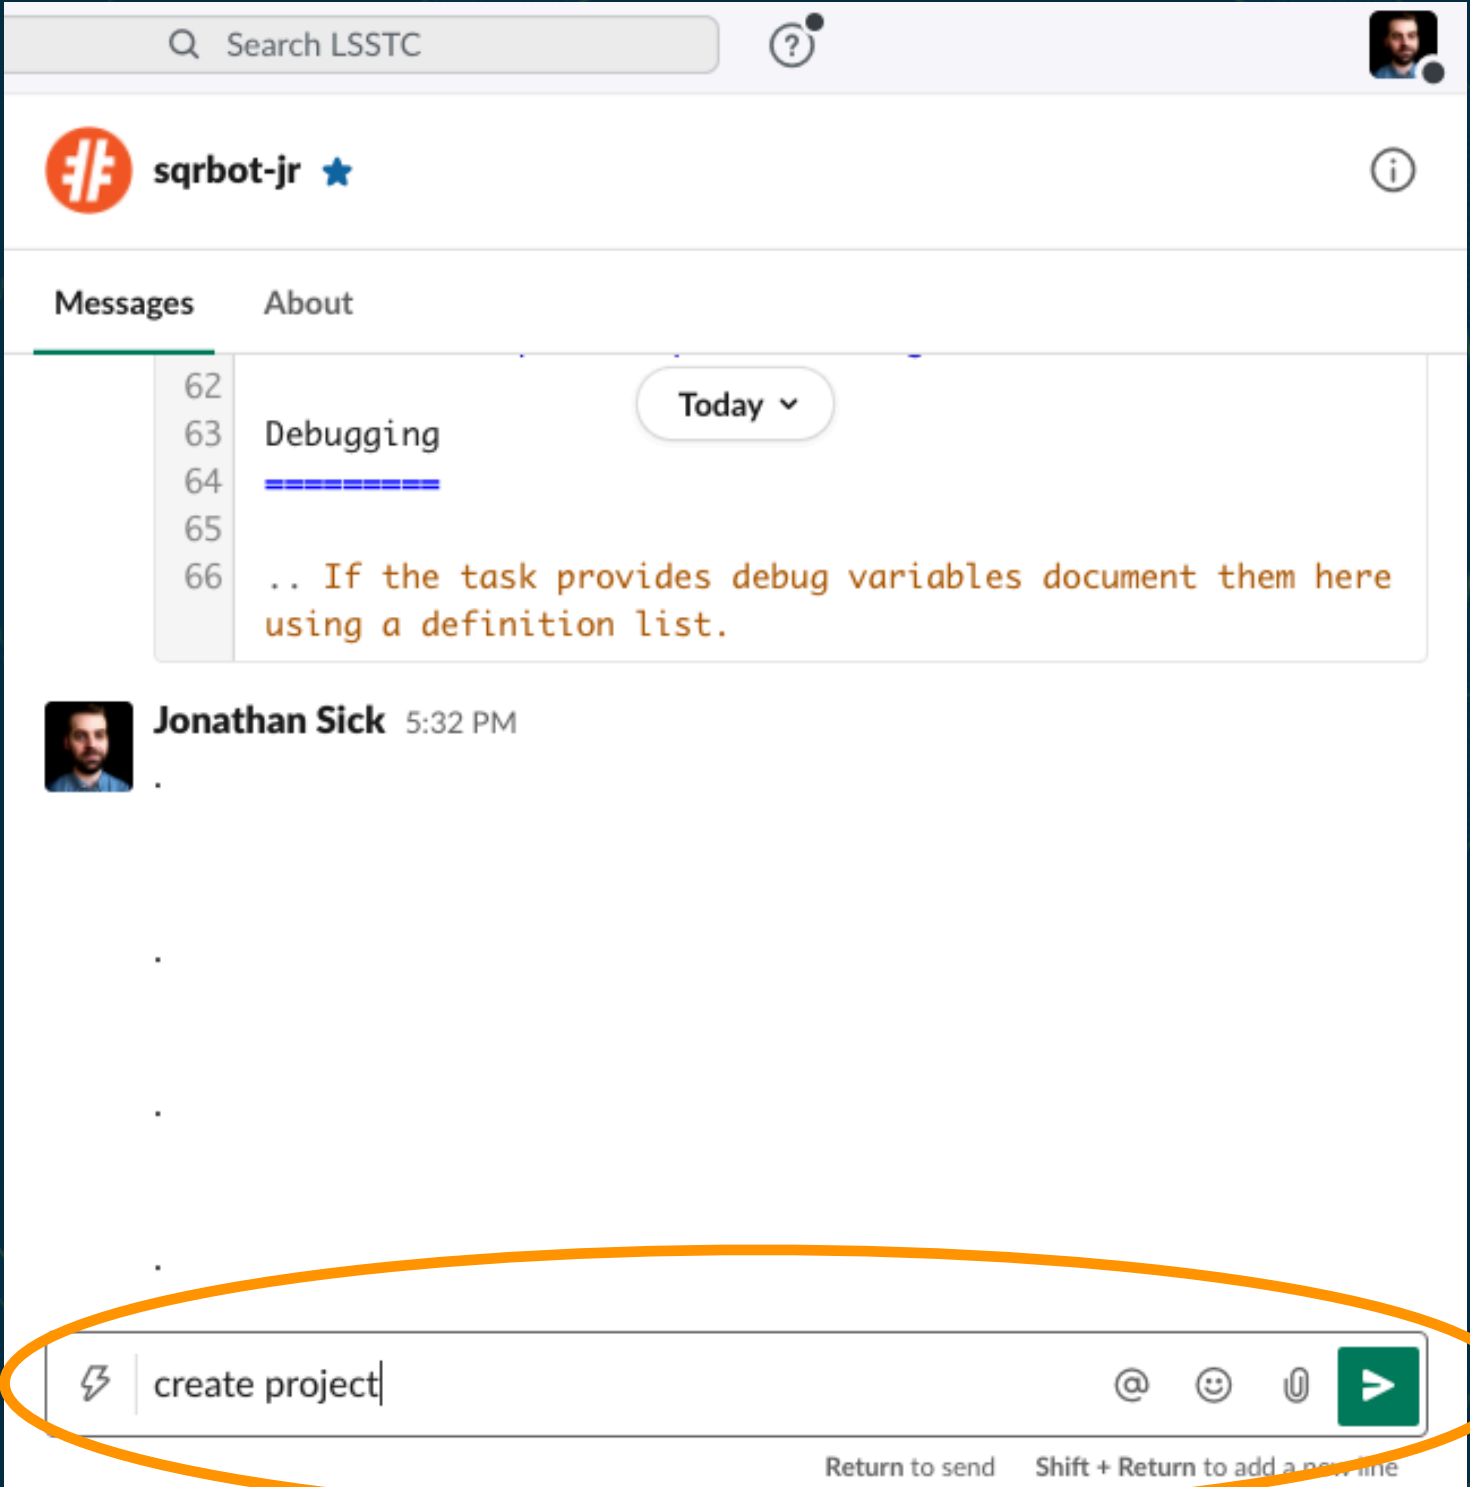 Search LSSTC
sqrbot-jr
Messages About
62
Today
63 Debugging
64 =========
65
66 .. If the task provides debug variables document them here
using a definition list.
Jonathan Sick 5:32 PM
.
.
.
.
create project
Return to send Shift + Return to add a new line